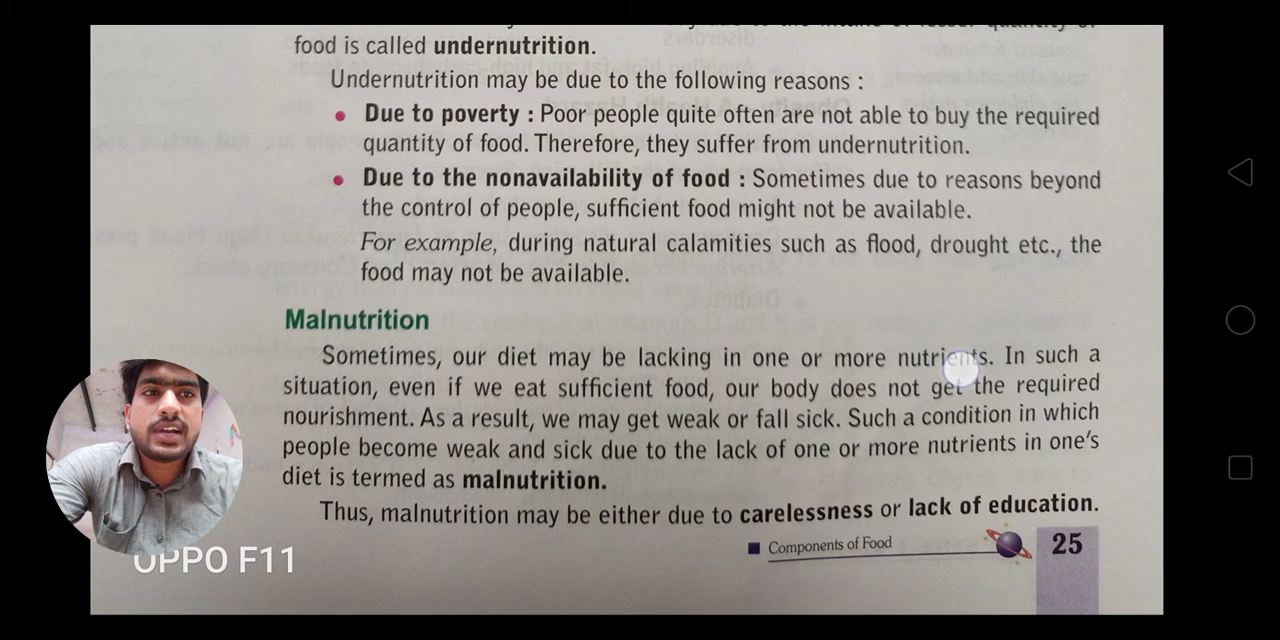 food is called undernutrition.
Undernutrition may be due to the following reasons :
• Due to poverty : Poor people quite often are not able to buy the required
quantity of food. Therefore, they suffer from undernutrition.
• Due to the nonavailability of food : Sometimes due to reasons beyond
the control of people, sufficient food might not be available.
For example, during natural calamities such as flood, drought etc., the
food may not be available.
Malnutrition
Sometimes, our diet may be lacking in one or more nutrients. In such a
situation, even if we eat sufficient food, our body does not get the required
nourishment. As a result, we may get weak or fall sick. Such a condition in which
people become weak and sick due to the lack of one or more nutrients in one's
diet is termed as malnutrition.
Thus, malnutrition may be either due to carelessness or lack of education.
Components of Food
25
OPPO F11